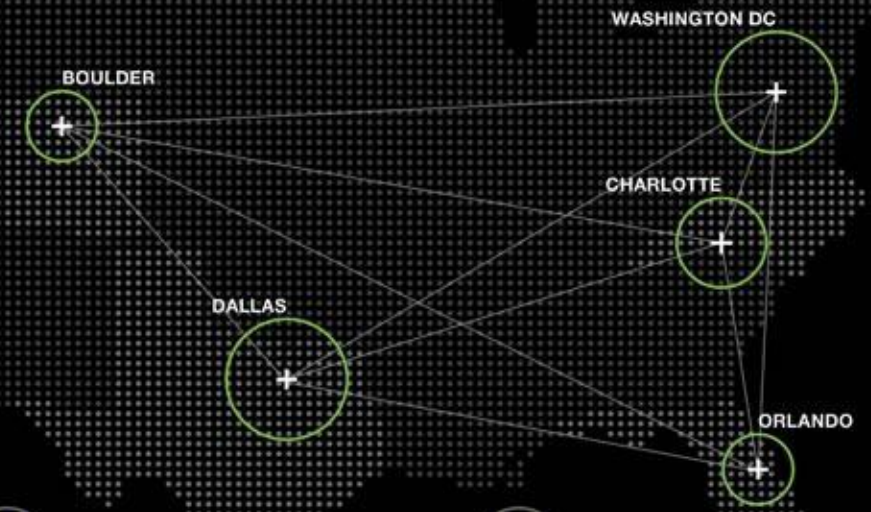 WASHINGTON DC
BOULDER
CHARLOTTE
DALLAS
ORLANDO